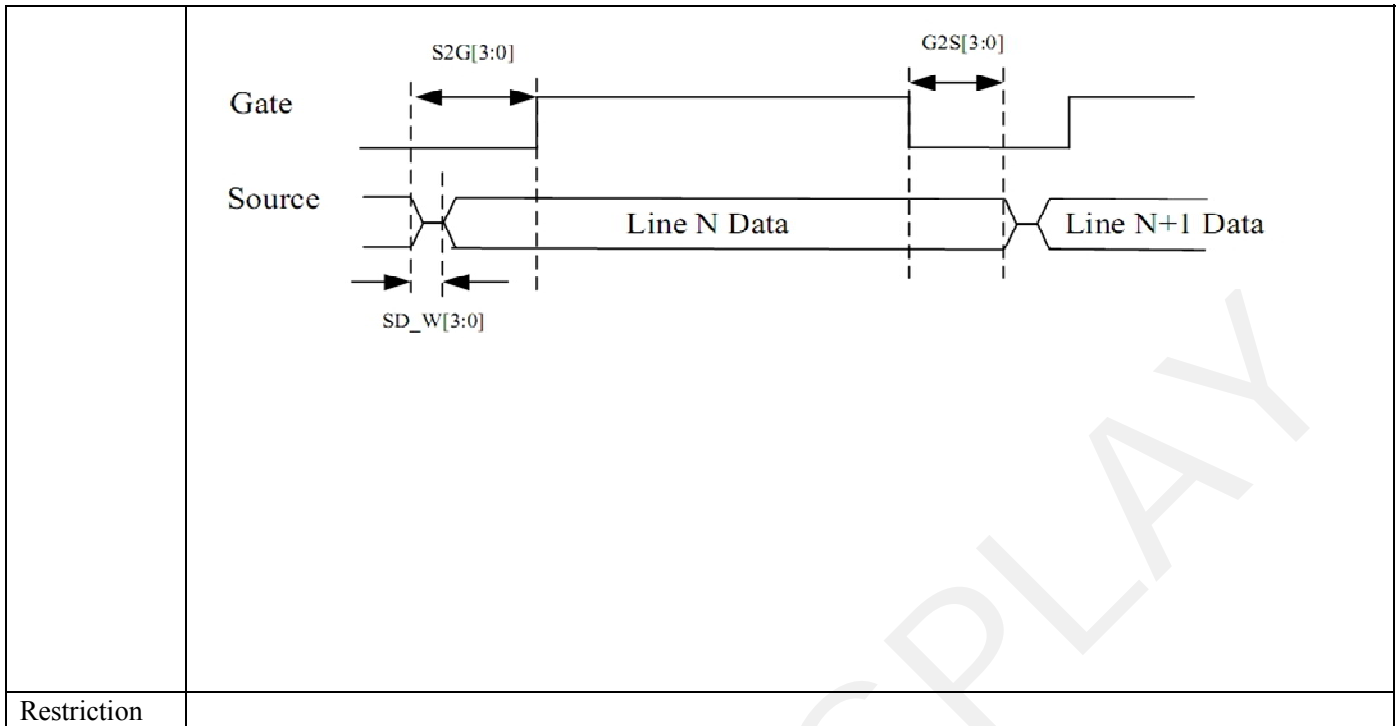 S2G[3:0]
G2S[3:0]
Gate
Source
Line N Data
Line N+1 Data
SD_W[3:0]
Restriction